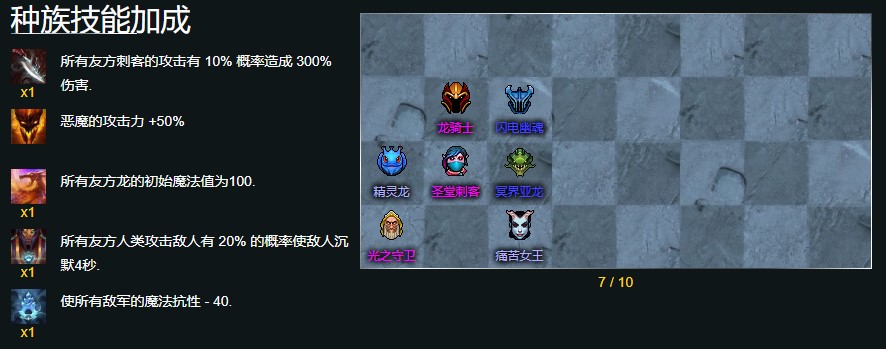 种族技能加成
所有友方刺客的攻击有 10% 概率造成 300%
伤害.
x1
恶魔的攻击力 +50%
所有友方龙的初始魔法值为100.
x1
所有友方人类攻击敌人有 20% 的概率使敌人沉
默4秒.
x1
使所有敌军的魔法抗性 - 40.
x1
龙骑士 闪电幽魂
精灵龙 圣堂刺客 冥界亚龙
光之守卫 痛苦女王
7 / 10